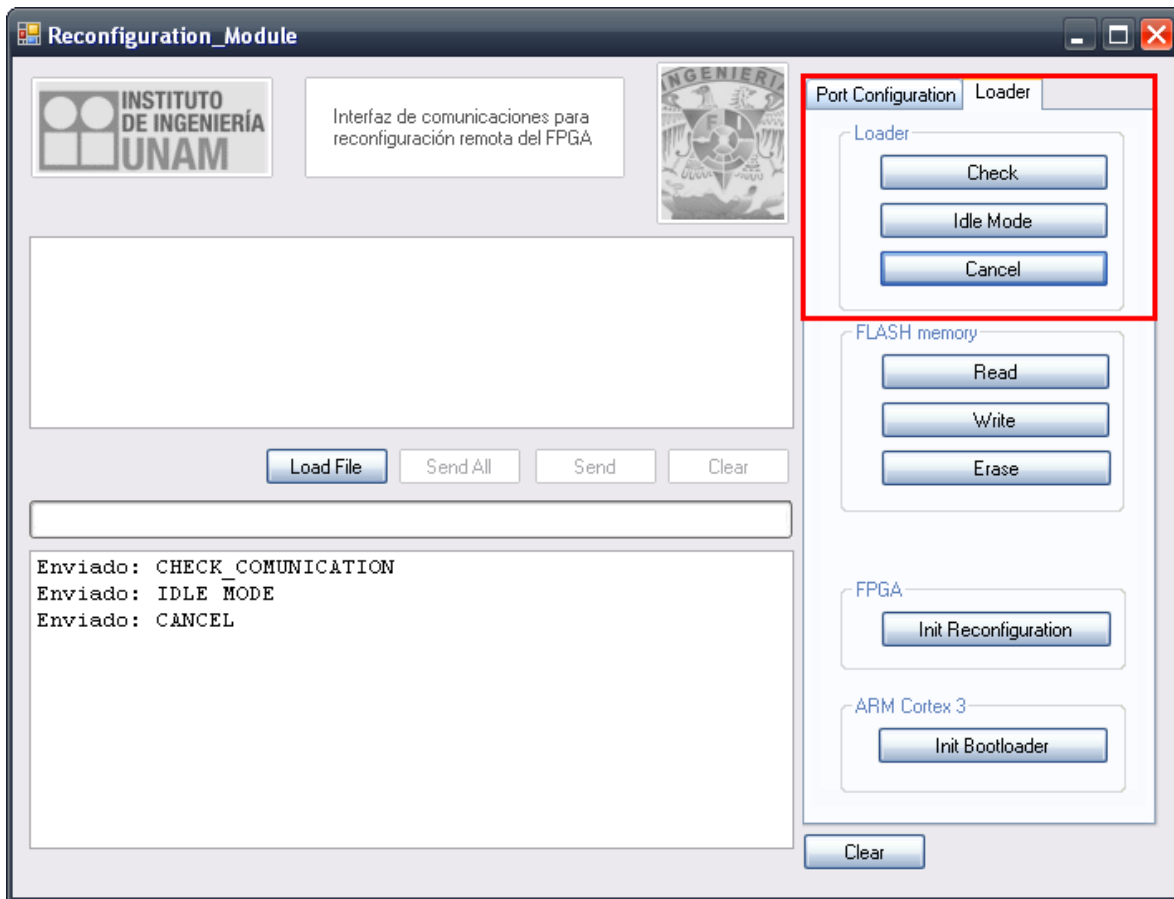 Reconfiguration_Module
INSTITUTO
DE INGENIERÍA
UNAM
Interfaz de comunicaciones para
reconfiguración remota del FPGA
INGENIERIA
F I
Port Configuration
Loader
Loader
Check
Idle Mode
Cancel
FLASH memory
Read
Write
Erase
Load File
Send All
Send
Clear
Enviado: CHECK_COMUNICATION
Enviado: IDLE MODE
Enviado: CANCEL
FPGA
Init Reconfiguration
ARM Cortex 3
Init Bootloader
Clear